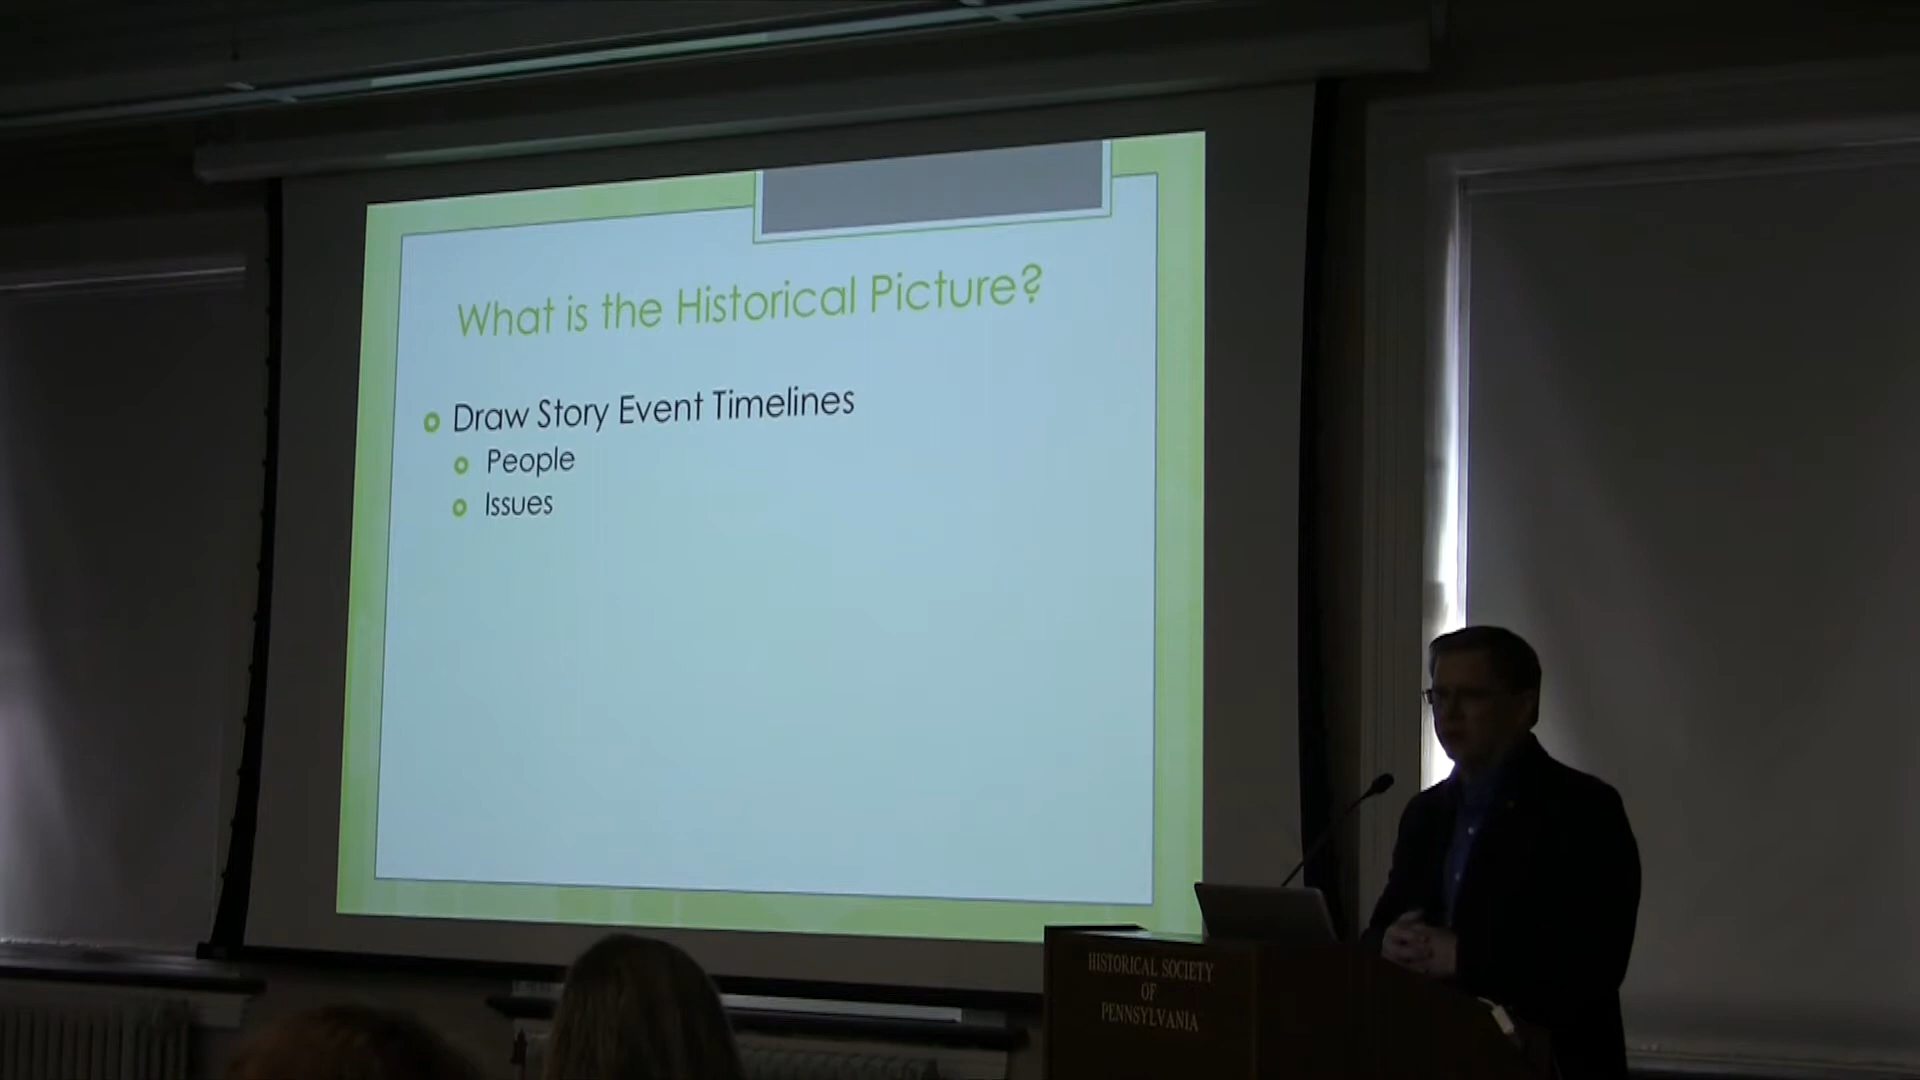 What is the Historical Picture?
Draw Story Event Timelines
People
Issues
HISTORICAL SOCIETY
OF
PENNSYLVANIA